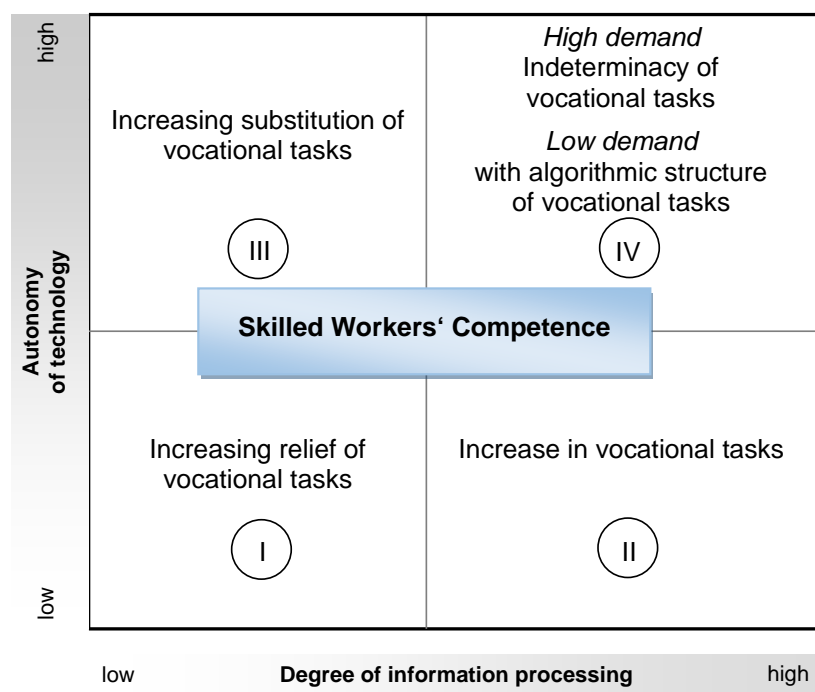 high
High demand
Indeterminacy of
vocational tasks
Increasing substitution of
vocational tasks
Low demand
with algorithmic structure
of vocational tasks
III
IV
Autonomy
of technology
Skilled Workers‘ Competence
Increasing relief of
vocational tasks
Increase in vocational tasks
I
II
low
low
Degree of information processing
high